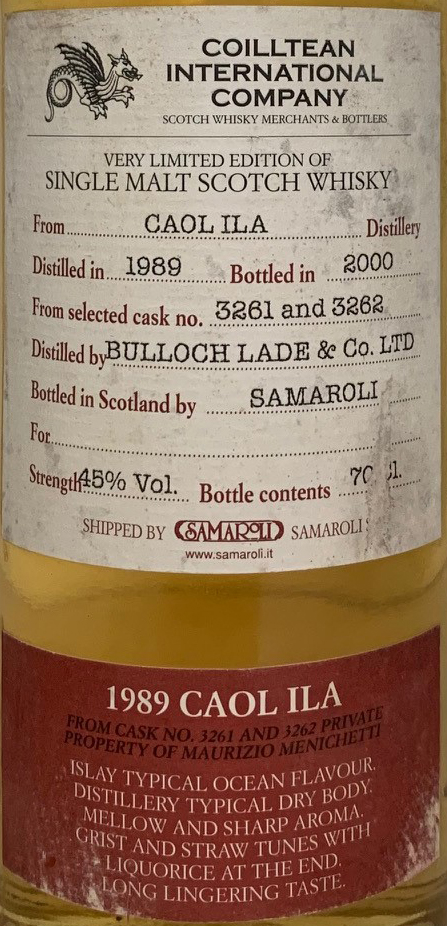 COILLTEAN
INTERNATIONAL
COMPANY
SCOTCH WHISKY MERCHANTS & BOTTLERS
VERY LIMITED EDITION OF
SINGLE MALT SCOTCH WHISKY
From CAOL ILA Distillery
Distilled in 1989 Bottled in 2000
From selected cask no. 3261 and 3262
Distilled by BULLOCH LADE & Co. LTD
Bottled in Scotland by SAMAROLI
For
Strength 45% Vol. Bottle contents 70
SHIPPED BY SAMAROLI SAMAROLI
www.samaroli.it
1989 CAOL ILA
FROM CASK NO. 3261 AND 3262 PRIVATE
PROPERTY OF MAURIZIO MENICHETTI
ISLAY TYPICAL OCEAN FLAVOUR.
DISTILLERY TYPICAL DRY BODY.
MELLOW AND SHARP AROMA.
GRIST AND STRAW TUNES WITH
LIQUORICE AT THE END.
LONG LINGERING TASTE.